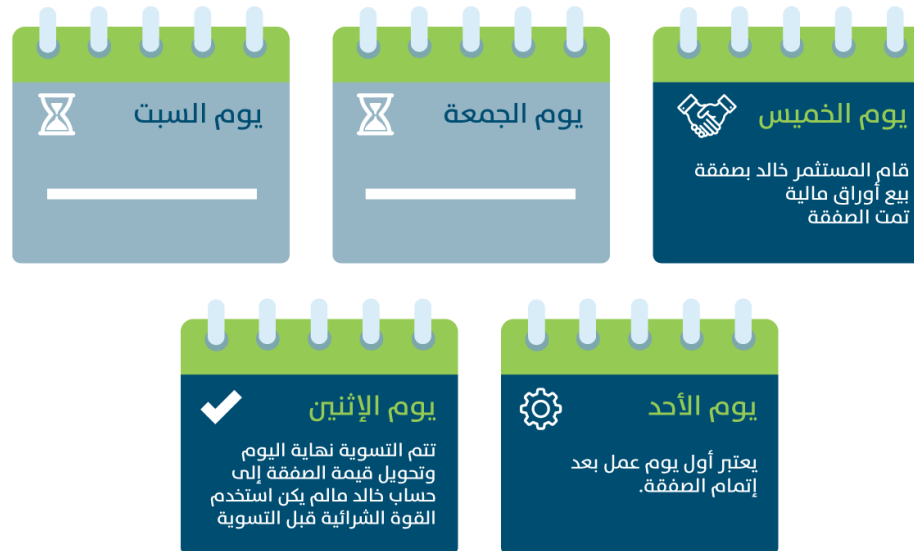 يوم الخميس
قام المستثمر خالد بصفقة
بيع أوراق مالية
تمت الصفقة
يوم الجمعة
يوم السبت
يوم الأحد
يعتبر أول يوم عمل بعد
إتمام الصفقة.
يوم الإثنين
تتم التسوية نهاية اليوم
وتحويل قيمة الصفقة إلى
حساب خالد مالم يكن استخدم
القوة الشرائية قبل التسوية